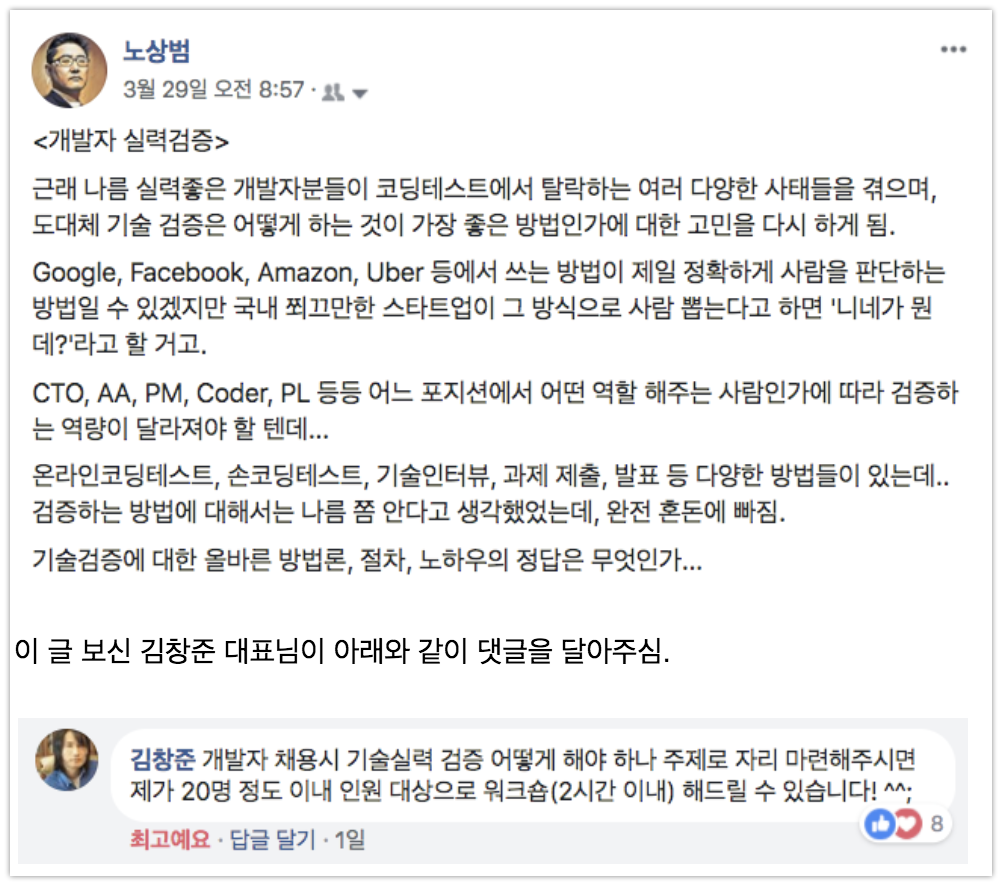 노상범
3월 29일 오전 8:57 ·
<개발자 실력검증>
근래 나름 실력좋은 개발자분들이 코딩테스트에서 탈락하는 여러 다양한 사태들을 겪으며,
도대체 기술 검증은 어떻게 하는 것이 가장 좋은 방법인가에 대한 고민을 다시 하게 됨.
Google, Facebook, Amazon, Uber 등에서 쓰는 방법이 제일 정확하게 사람을 판단하는
방법일 수 있겠지만 국내 쬐끄만한 스타트업이 그 방식으로 사람 뽑는다고 하면 '니네가 뭔
데?'라고 할 거고.
CTO, AA, PM, Coder, PL 등등 어느 포지션에서 어떤 역할 해주는 사람인가에 따라 검증하
는 역량이 달라져야 할 텐데...
온라인코딩테스트, 손코딩테스트, 기술인터뷰, 과제 제출, 발표 등 다양한 방법들이 있는데..
검증하는 방법에 대해서는 나름 쫌 안다고 생각했었는데, 완전 혼돈에 빠짐.
기술검증에 대한 올바른 방법론, 절차, 노하우의 정답은 무엇인가...
이 글 보신 김창준 대표님이 아래와 같이 댓글을 달아주심.
김창준 개발자 채용시 기술실력 검증 어떻게 해야 하나 주제로 자리 마련해주시면
제가 20명 정도 이내 인원 대상으로 워크숍(2시간 이내) 해드릴 수 있습니다! ^^;
8
최고예요 · 답글 달기 · 1일